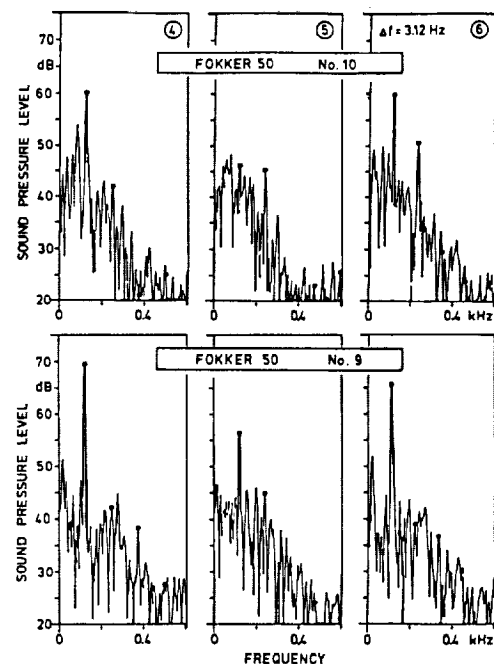 ④ ⑤ ⑥
Δf = 3.12 Hz
FOKKER 50 No. 10
70
dB
60
50
40
30
20
SOUND PRESSURE LEVEL
0 0.4 0 0.4 0 0.4 kHz
FOKKER 50 No. 9
70
dB
60
50
40
30
20
SOUND PRESSURE LEVEL
0 0.4 0 0.4 0 0.4 kHz
FREQUENCY